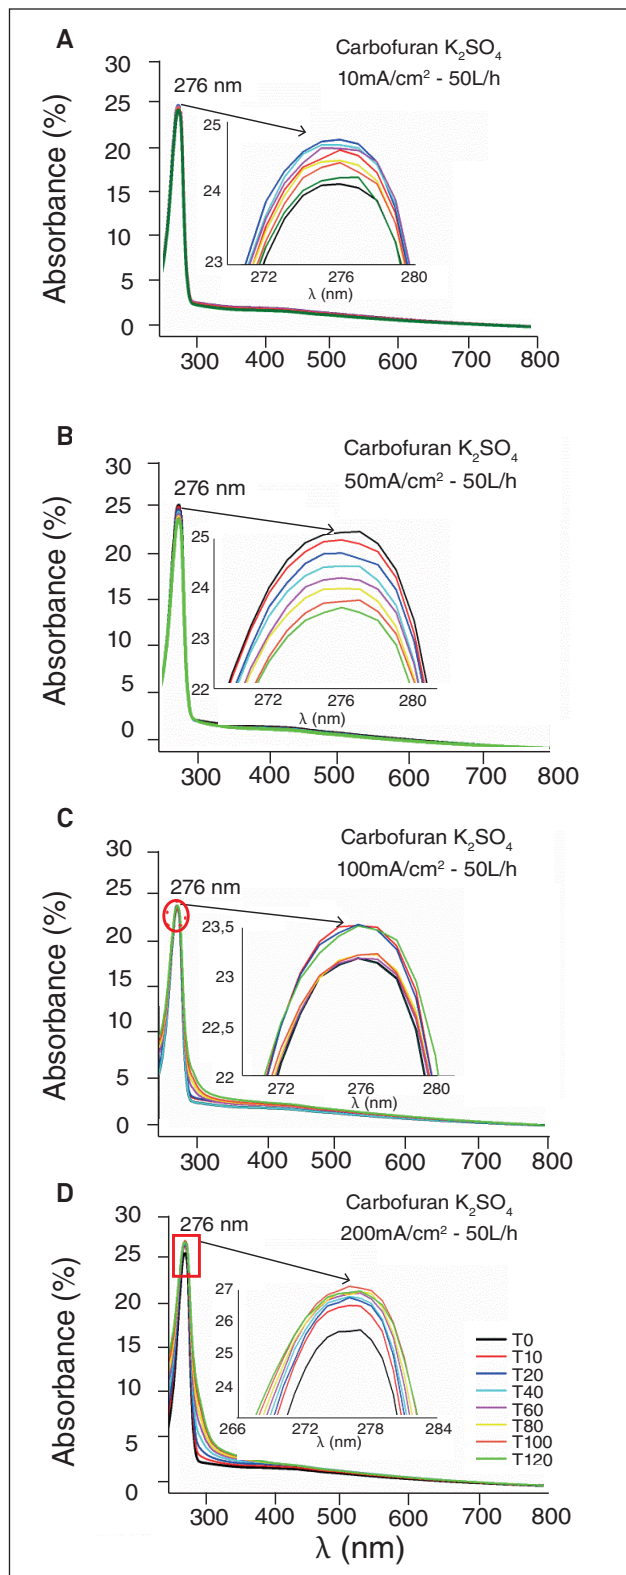 A
Carbofuran K₂SO₄
10mA/cm² - 50L/h
276 nm
Absorbance (%)
30
25
20
15
10
5
0
300 400 500 600 700 800
25
24
23
272 276 280
λ (nm)
B
Carbofuran K₂SO₄
50mA/cm² - 50L/h
276 nm
Absorbance (%)
30
25
20
15
10
5
0
300 400 500 600 700 800
25
24
23
22
272 276 280
λ (nm)
C
Carbofuran K₂SO₄
100mA/cm² - 50L/h
276 nm
Absorbance (%)
30
25
20
15
10
5
0
300 400 500 600 700 800
23,5
23
22,5
22
272 276 280
λ (nm)
D
Carbofuran K₂SO₄
200mA/cm² - 50L/h
276 nm
Absorbance (%)
30
25
20
15
10
5
0
300 400 500 600 700 800
27
26
25
24
23
266 272 278 284
λ (nm)
T0
T10
T20
T40
T60
T80
T100
T120
λ (nm)